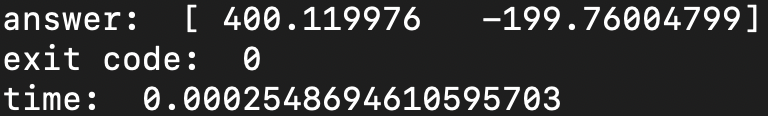 answer:  [ 400.119976   -199.76004799]
exit code:  0
time:  0.0002548694610595703